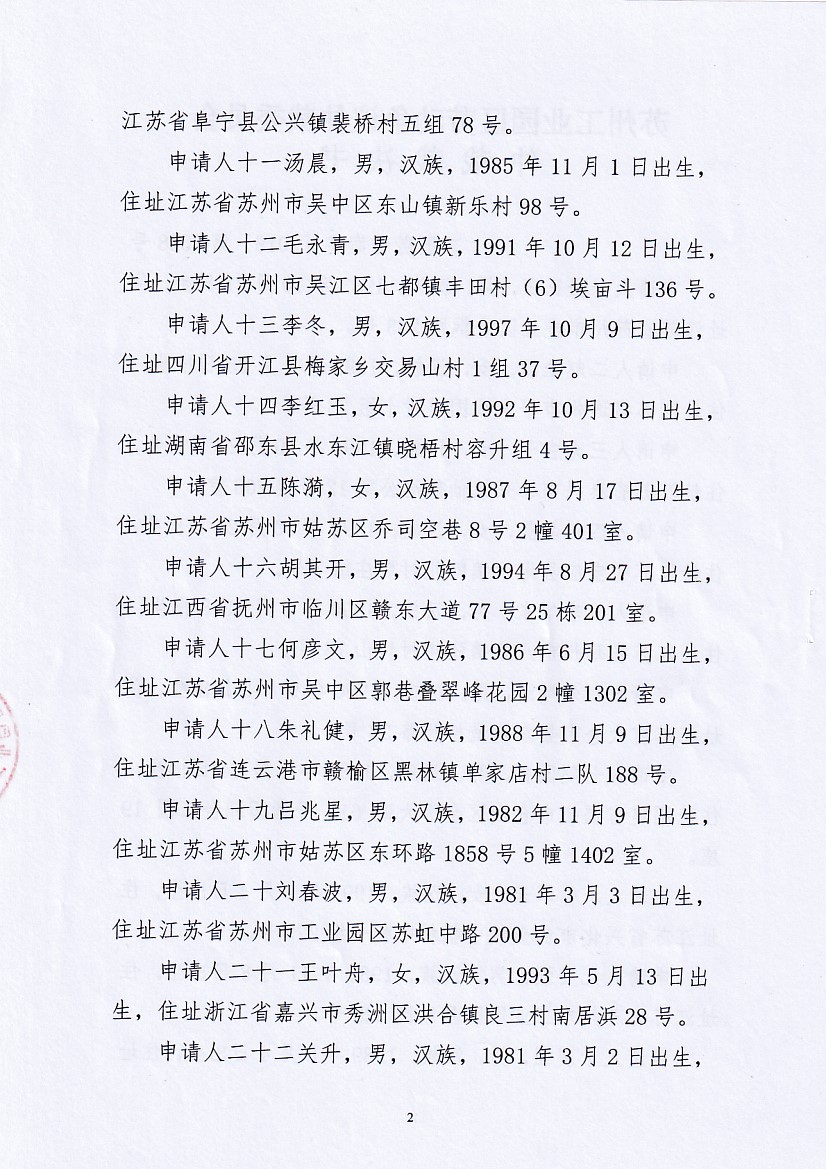 江苏省阜宁县公兴镇裴桥村五组 78 号。
申请人十一汤晨，男，汉族，1985 年 11 月 1 日出生，
住址江苏省苏州市吴中区东山镇新乐村 98 号。
申请人十二毛永青，男，汉族，1991 年 10 月 12 日出生，
住址江苏省苏州市吴江区七都镇丰田村（6）埃亩斗 136 号。
申请人十三李冬，男，汉族，1997 年 10 月 9 日出生，
住址四川省开江县梅家乡交易山村 1 组 37 号。
申请人十四李红玉，女，汉族，1992 年 10 月 13 日出生，
住址湖南省邵东县水东江镇晓梧村容升组 4 号。
申请人十五陈漪，女，汉族，1987 年 8 月 17 日出生，
住址江苏省苏州市姑苏区乔司空巷 8 号 2 幢 401 室。
申请人十六胡其开，男，汉族，1994 年 8 月 27 日出生，
住址江西省抚州市临川区赣东大道 77 号 25 栋 201 室。
申请人十七何彦文，男，汉族，1986 年 6 月 15 日出生，
住址江苏省苏州市吴中区郭巷叠翠峰花园 2 幢 1302 室。
申请人十八朱礼健，男，汉族，1988 年 11 月 9 日出生，
住址江苏省连云港市赣榆区黑林镇单家店村二队 188 号。
申请人十九吕兆星，男，汉族，1982 年 11 月 9 日出生，
住址江苏省苏州市姑苏区东环路 1858 号 5 幢 1402 室。
申请人二十刘春波，男，汉族，1981 年 3 月 3 日出生，
住址江苏省苏州市工业园区苏虹中路 200 号。
申请人二十一王叶舟，女，汉族，1993 年 5 月 13 日出
生，住址浙江省嘉兴市秀洲区洪合镇良三村南居浜 28 号。
申请人二十二关升，男，汉族，1981 年 3 月 2 日出生，
2